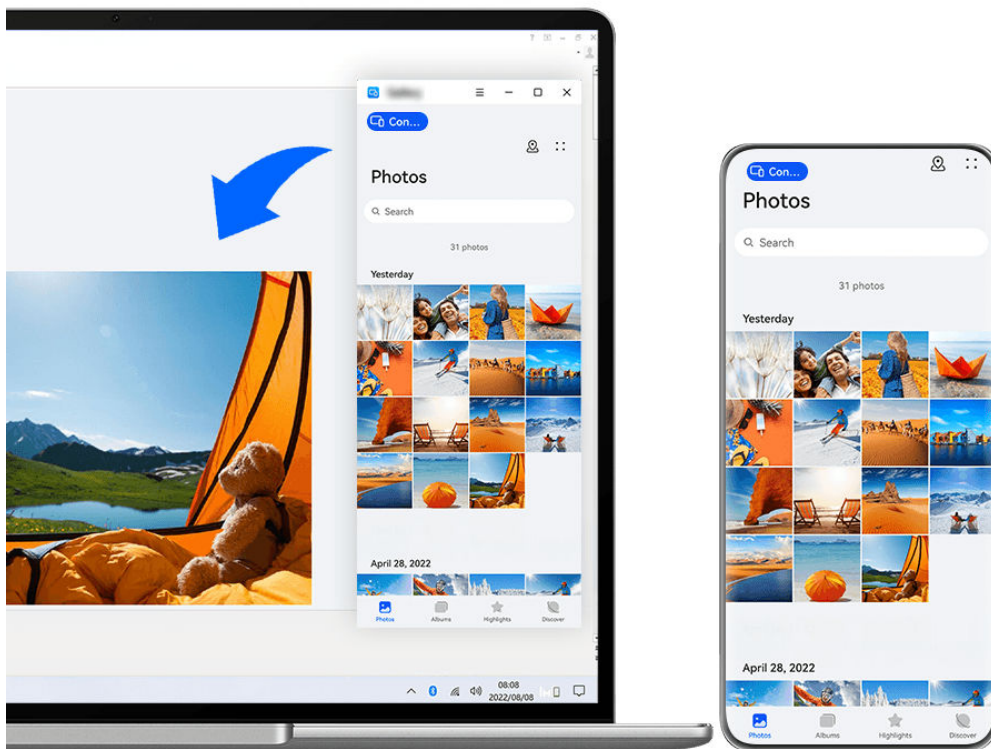 Con...
Photos
Search
31 photos
Yesterday
April 28, 2022
Photos Albums Highlights Discover
08:08
2022/08/08
Con...
Photos
Search
31 photos
Yesterday
April 28, 2022
Photos Albums Highlights Discover